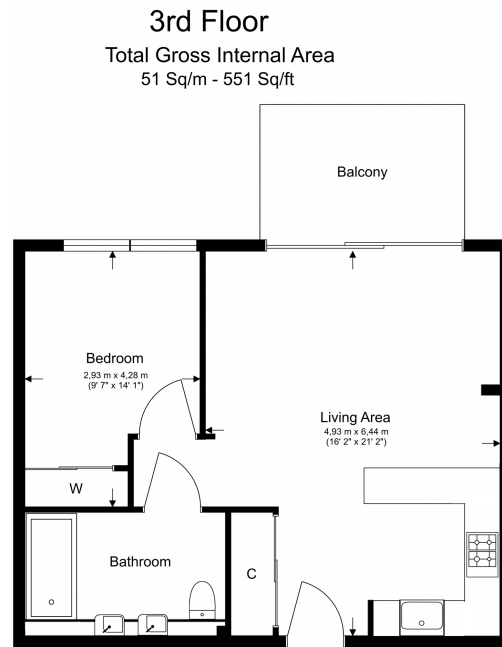 3rd Floor
Total Gross Internal Area
51 Sq/m - 551 Sq/ft
Balcony
Bedroom
2,93 m x 4,28 m
(9' 7" x 14' 1")
Living Area
4,93 m x 6,44 m
(16' 2" x 21' 2")
W
Bathroom
C